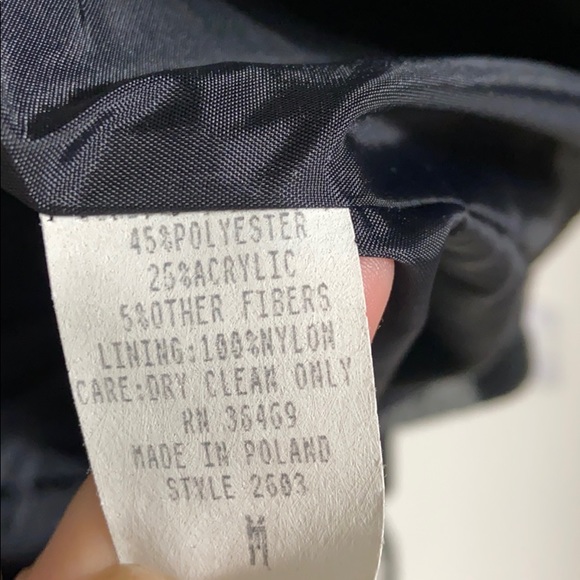 45%POLYESTER
25%ACRYLIC
5%OTHER FIBERS
LINING:100%NYLON
CARE:DRY CLEAN ONLY
RN 36469
MADE IN POLAND
STYLE 2603